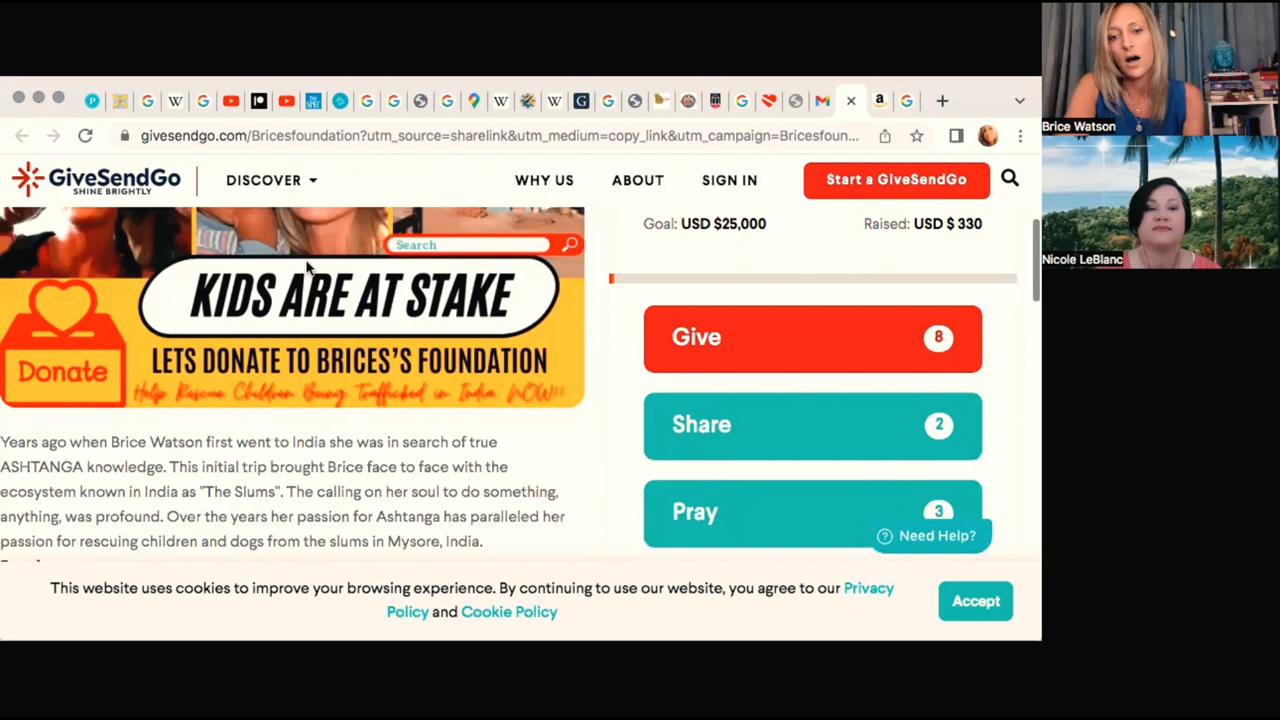 givesendgo.com/Bricesfoundation?utm_source=sharelink&utm_medium=copy_link&utm_campaign=Bricesfoun...
GiveSendGo
SHINE BRIGHTLY
DISCOVER
WHY US
ABOUT
SIGN IN
Start a GiveSendGo
Search
KIDS ARE AT STAKE
LETS DONATE TO BRICES'S FOUNDATION
Donate
Help Rescue Children Being Trafficked in India NOW!!
Goal: USD $25,000
Raised: USD $ 330
Give 8
Share 2
Pray 3
Need Help?
Years ago when Brice Watson first went to India she was in search of true
ASHTANGA knowledge. This initial trip brought Brice face to face with the
ecosystem known in India as "The Slums". The calling on her soul to do something,
anything, was profound. Over the years her passion for Ashtanga has paralleled her
passion for rescuing children and dogs from the slums in Mysore, India.
This website uses cookies to improve your browsing experience. By continuing to use our website, you agree to our Privacy
Policy and Cookie Policy
Accept
Brice Watson
Nicole LeBlanc